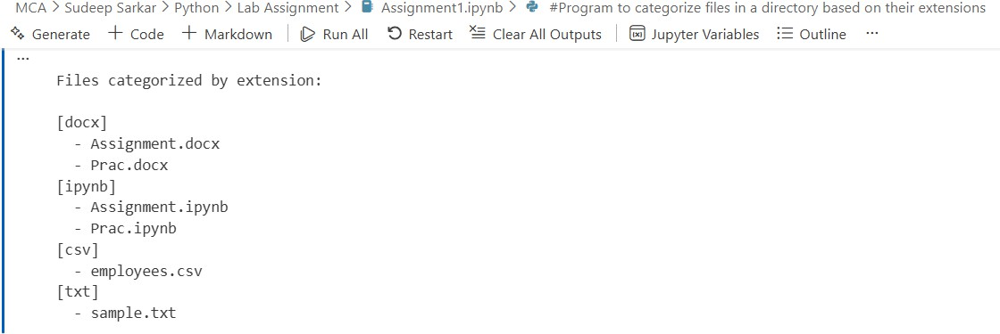 MCA > Sudeep Sarkar > Python > Lab Assignment > Assignment1.ipynb > #Program to categorize files in a directory based on their extensions
Generate + Code + Markdown | Run All Restart Clear All Outputs | Jupyter Variables Outline ...
...
Files categorized by extension:
[docx]
- Assignment.docx
- Prac.docx
[ipynb]
- Assignment.ipynb
- Prac.ipynb
[csv]
- employees.csv
[txt]
- sample.txt